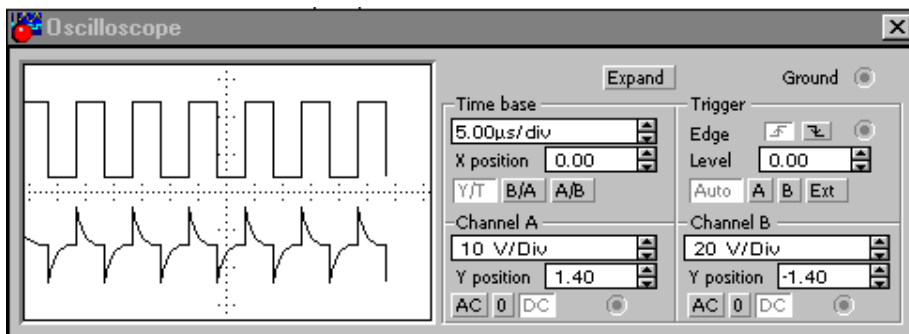 Oscilloscope
Expand
Ground
Time base
5.00µs/div
X position 0.00
Y/T B/A A/B
Trigger
Edge
Level 0.00
Auto A B Ext
Channel A
10 V/Div
Y position 1.40
AC 0 DC
Channel B
20 V/Div
Y position -1.40
AC 0 DC